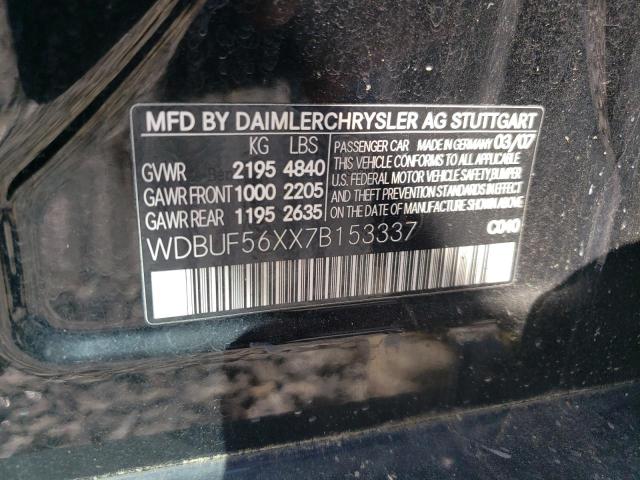 MFD BY DAIMLERCHRYSLER AG STUTTGART
KG LBS
GVWR 2195 4840
GAWR FRONT 1000 2205
GAWR REAR 1195 2635
PASSENGER CAR MADE IN GERMANY 03/07
THIS VEHICLE CONFORMS TO ALL APPLICABLE
U.S. FEDERAL MOTOR VEHICLE SAFETY, BUMPER
AND THEFT PREVENTION STANDARDS IN EFFECT
ON THE DATE OF MANUFACTURE SHOWN ABOVE.
WDBUF56XX7B153337
C040